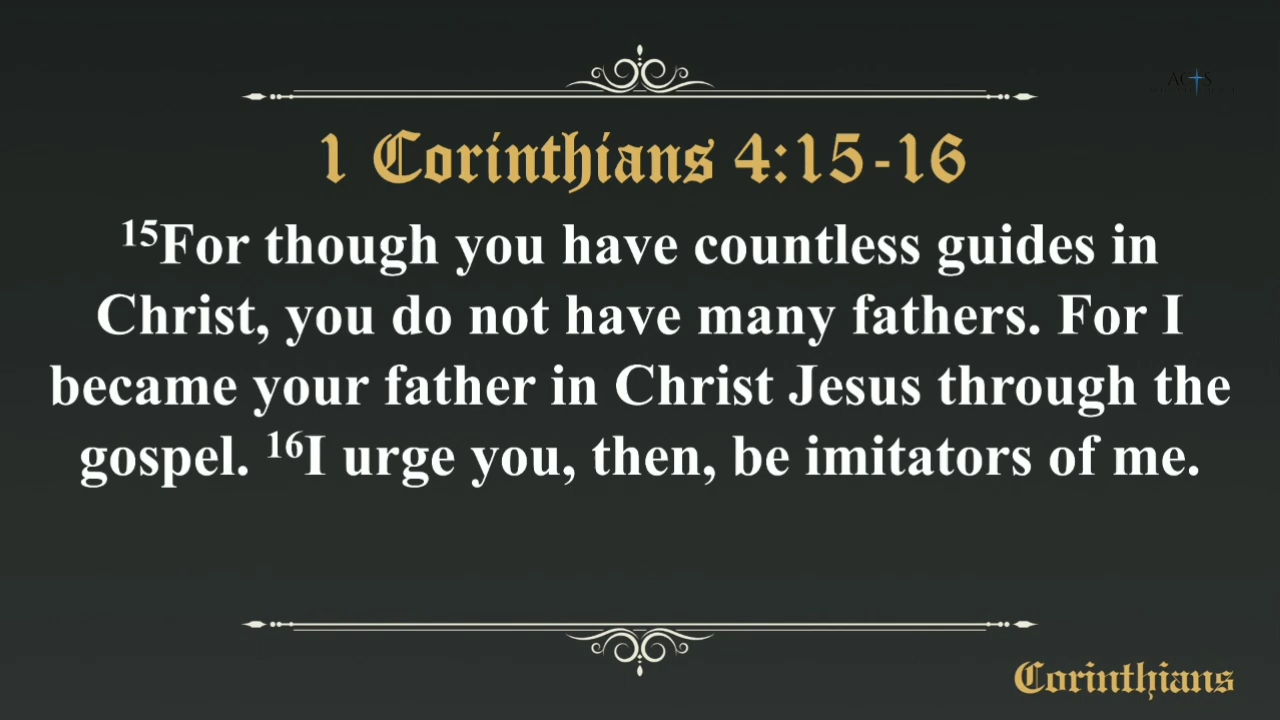 ACTS
1 Corinthians 4:15-16
15For though you have countless guides in
Christ, you do not have many fathers. For I
became your father in Christ Jesus through the
gospel. 16I urge you, then, be imitators of me.
Corinthians